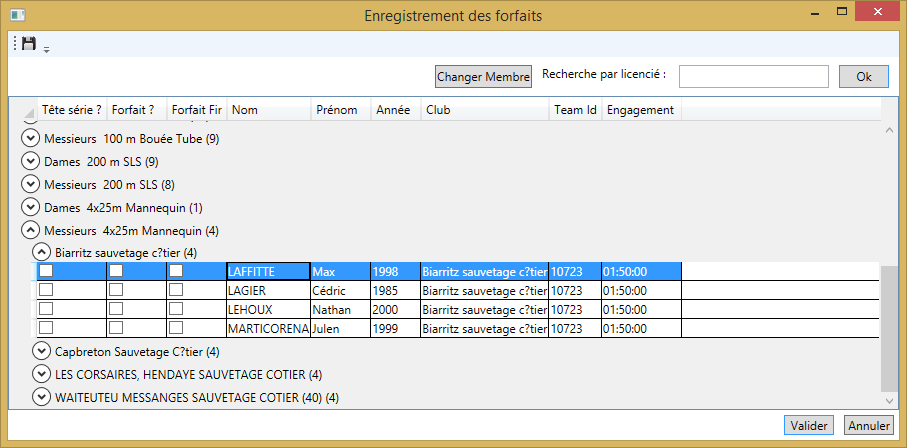 Enregistrement des forfaits
Changer Membre Recherche par licencié : Ok
Tête série ? Forfait ? Forfait Fir Nom Prénom Année Club Team Id Engagement
Messieurs 100 m Bouée Tube (9)
Dames 200 m SLS (9)
Messieurs 200 m SLS (8)
Dames 4x25m Mannequin (1)
Messieurs 4x25m Mannequin (4)
Biarritz sauvetage c?tier (4)
LAFFITTE Max 1998 Biarritz sauvetage c?tier 10723 01:50:00
LAGIER Cédric 1985 Biarritz sauvetage c?tier 10723 01:50:00
LEHOUX Nathan 2000 Biarritz sauvetage c?tier 10723 01:50:00
MARTICORENA Julen 1999 Biarritz sauvetage c?tier 10723 01:50:00
Capbreton Sauvetage C?tier (4)
LES CORSAIRES, HENDAYE SAUVETAGE COTIER (4)
WAITEUTEU MESSANGES SAUVETAGE COTIER (40) (4)
Valider Annuler